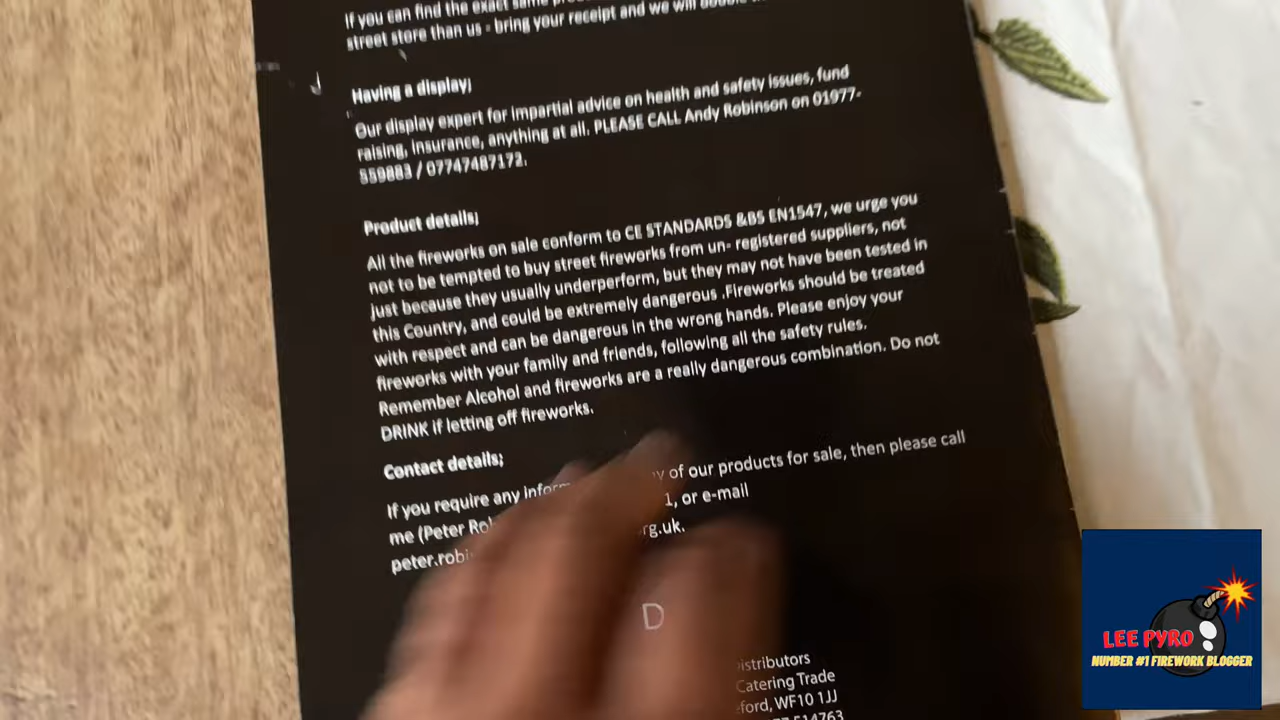 If you can find the exact same
street store than us - bring your receipt and we will
Having a display;
Our display expert for impartial advice on health and safety issues, fund
raising, insurance, anything at all. PLEASE CALL Andy Robinson on 01977-
559883 / 07747487172.
Product details;
All the fireworks on sale conform to CE STANDARDS &BS EN1547, we urge you
not to be tempted to buy street fireworks from un- registered suppliers, not
just because they usually underperform, but they may not have been tested in
this Country, and could be extremely dangerous .Fireworks should be treated
with respect and can be dangerous in the wrong hands. Please enjoy your
fireworks with your family and friends, following all the safety rules.
Remember Alcohol and fireworks are a really dangerous combination. Do not
DRINK if letting off fireworks.
Contact details;
If you require any of our products for sale, then please call
me (Peter 1, or e-mail
peter.robi rg.uk.
D
istributors
Catering Trade
ford, WF10 1JJ
514763
LEE PYRO
NUMBER #1 FIREWORK BLOGGER